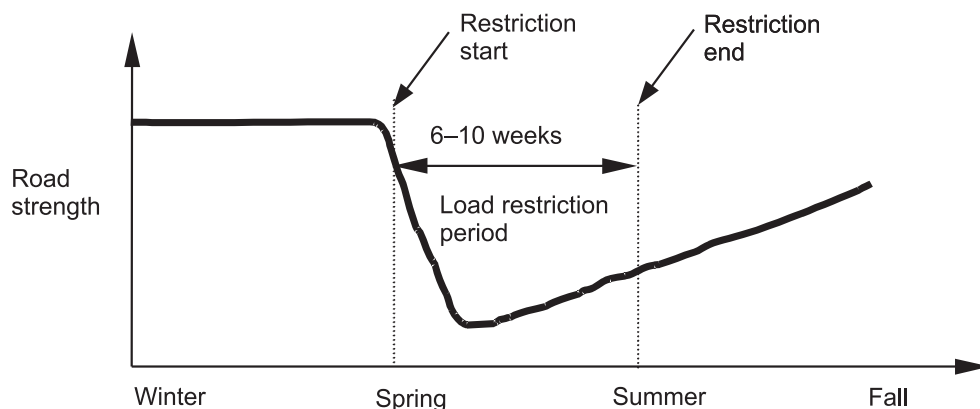 Restriction
start
Restriction
end
6–10 weeks
Road
strength
Load restriction
period
Winter
Spring
Summer
Fall